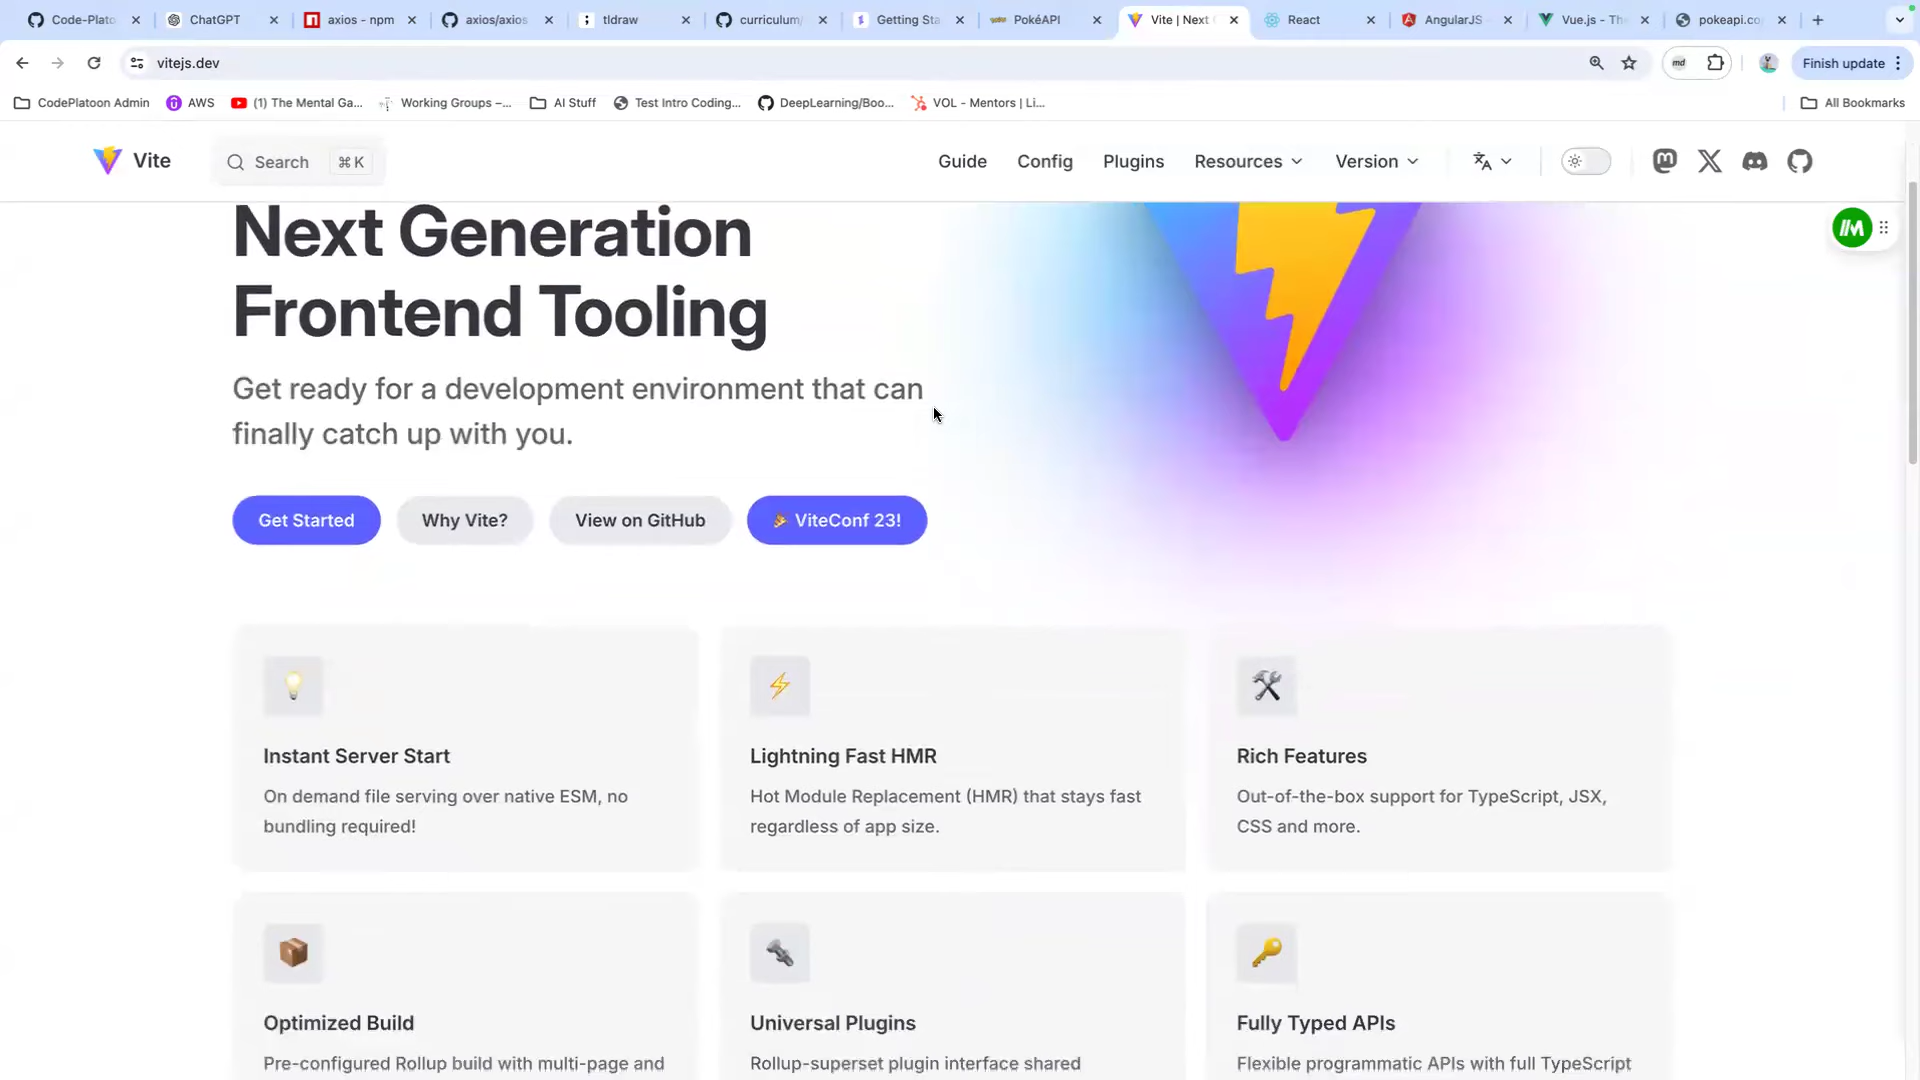 Code-Plato
ChatGPT
axios - npm
axios/axios
tldraw
curriculum/
Getting Sta
PokéAPI
Vite | Next
React
AngularJS
Vue.js - The
pokeapi.co
vitejs.dev
md
Finish update
CodePlatoon Admin
AWS
(1) The Mental Ga...
Working Groups –...
AI Stuff
Test Intro Coding...
DeepLearning/Boo...
VOL - Mentors | Li...
All Bookmarks
Vite
Search
⌘ K
Guide
Config
Plugins
Resources
Version
Next Generation
Frontend Tooling
Get ready for a development environment that can
finally catch up with you.
Get Started
Why Vite?
View on GitHub
🎉 ViteConf 23!
Instant Server Start
On demand file serving over native ESM, no
bundling required!
Lightning Fast HMR
Hot Module Replacement (HMR) that stays fast
regardless of app size.
Rich Features
Out-of-the-box support for TypeScript, JSX,
CSS and more.
Optimized Build
Pre-configured Rollup build with multi-page and
Universal Plugins
Rollup-superset plugin interface shared
Fully Typed APIs
Flexible programmatic APIs with full TypeScript